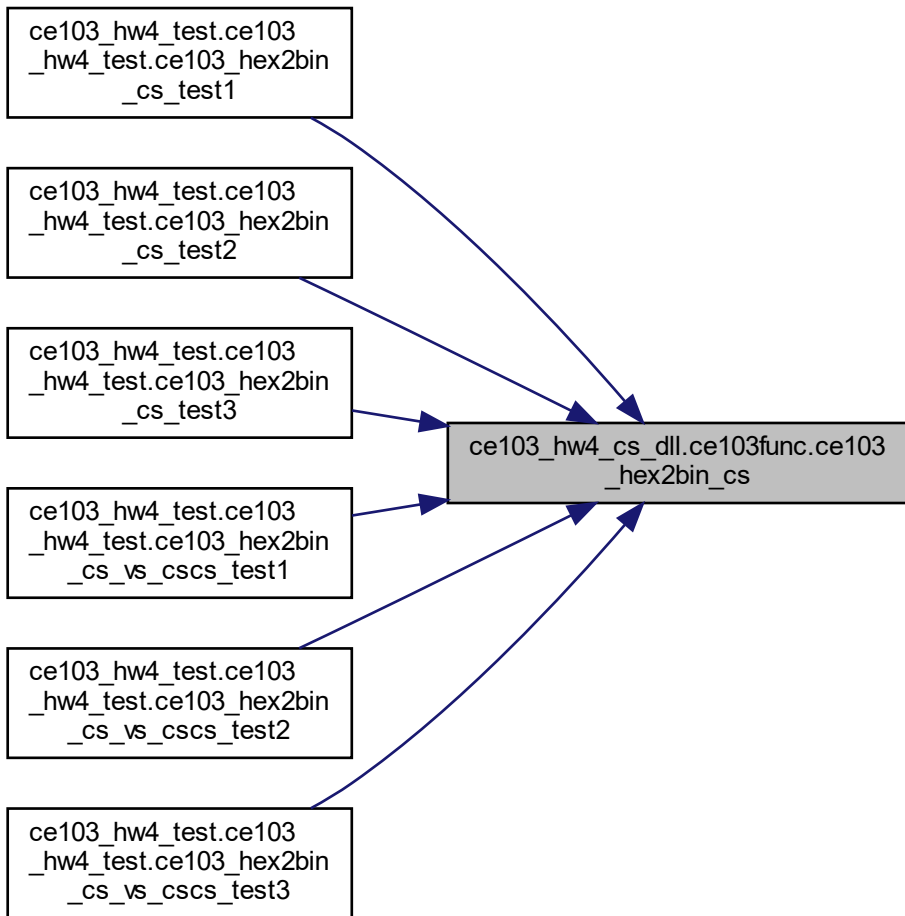 ce103_hw4_test.ce103
_hw4_test.ce103_hex2bin
_cs_test1
ce103_hw4_test.ce103
_hw4_test.ce103_hex2bin
_cs_test2
ce103_hw4_test.ce103
_hw4_test.ce103_hex2bin
_cs_test3
ce103_hw4_cs_dll.ce103func.ce103
_hex2bin_cs
ce103_hw4_test.ce103
_hw4_test.ce103_hex2bin
_cs_vs_cscs_test1
ce103_hw4_test.ce103
_hw4_test.ce103_hex2bin
_cs_vs_cscs_test2
ce103_hw4_test.ce103
_hw4_test.ce103_hex2bin
_cs_vs_cscs_test3